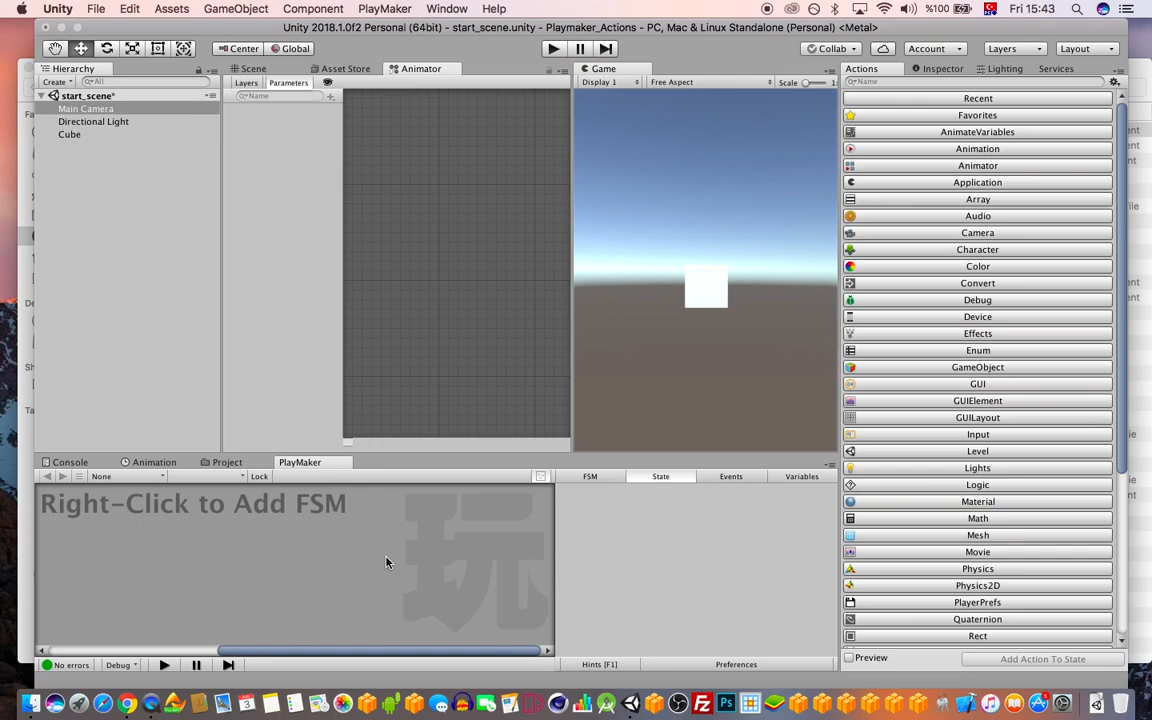 Unity File Edit Assets GameObject Component PlayMaker Window Help %100 Fri 15:43
Unity 2018.1.0f2 Personal (64bit) - start_scene.unity - Playmaker_Actions - PC, Mac & Linux Standalone (Personal) <Metal>
Center Global Collab Account Layers Layout
Hierarchy Scene Asset Store Animator Game Actions Inspector Lighting Services
Create All Layers Parameters Display 1 Free Aspect Scale 1 Name
start_scene* Name
Main Camera
Directional Light
Cube
Recent
Favorites
AnimateVariables
Animation
Animator
Application
Array
Audio
Camera
Character
Color
Convert
Debug
Device
Effects
Enum
GameObject
GUI
GUIElement
GUILayout
Input
Level
Lights
Logic
Material
Math
Mesh
Movie
Physics
Physics2D
PlayerPrefs
Quaternion
Rect
Console Animation Project PlayMaker
None Lock FSM State Events Variables
Right-Click to Add FSM
玩
No errors Debug Hints [F1] Preferences
Preview Add Action To State